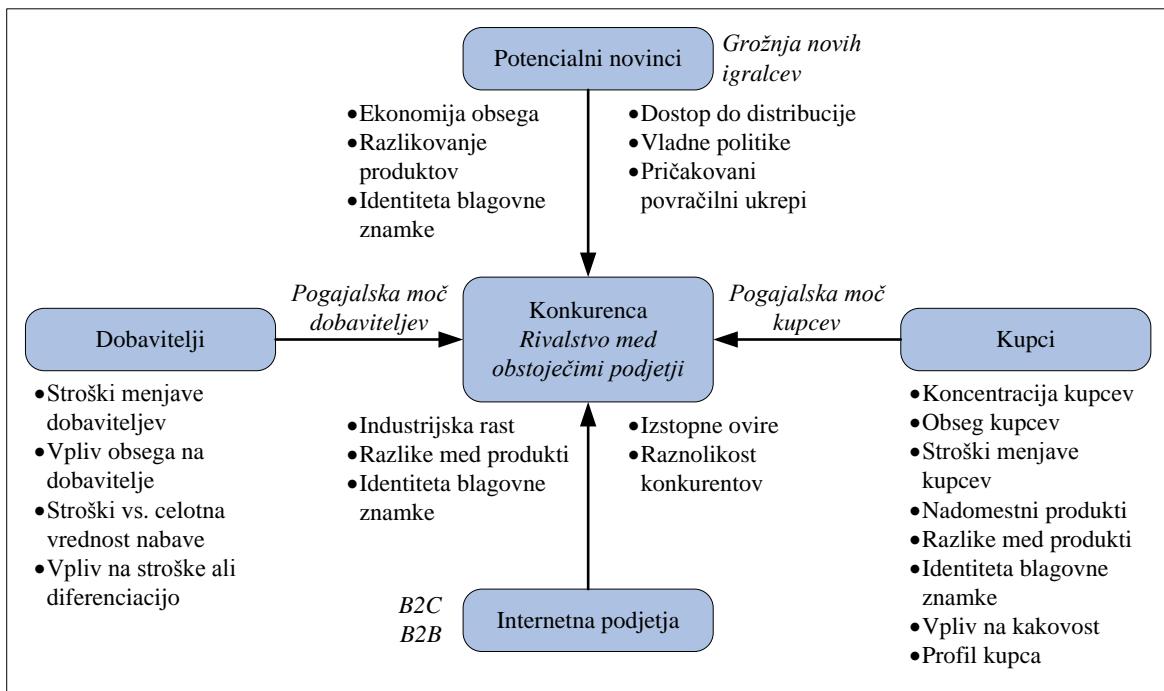 Potencialni novinci
Grožnja novih
igralcev
•Ekonomija obsega
•Razlikovanje
produktov
•Identiteta blagovne
znamke
•Dostop do distribucije
•Vladne politike
•Pričakovani
povračilni ukrepi
Pogajalska moč
dobaviteljev
Konkurenca
Rivalstvo med
obstoječimi podjetji
Pogajalska moč
kupcev
Dobavitelji
Kupci
•Stroški menjave
dobaviteljev
•Vpliv obsega na
dobavitelje
•Stroški vs. celotna
vrednost nabave
•Vpliv na stroške ali
diferenciacijo
•Industrijska rast
•Razlike med produkti
•Identiteta blagovne
znamke
•Izstopne ovire
•Raznolikost
konkurentov
•Koncentracija kupcev
•Obseg kupcev
•Stroški menjave
kupcev
•Nadomestni produkti
•Razlike med produkti
•Identiteta blagovne
znamke
•Vpliv na kakovost
•Profil kupca
B2C
B2B
Internetna podjetja